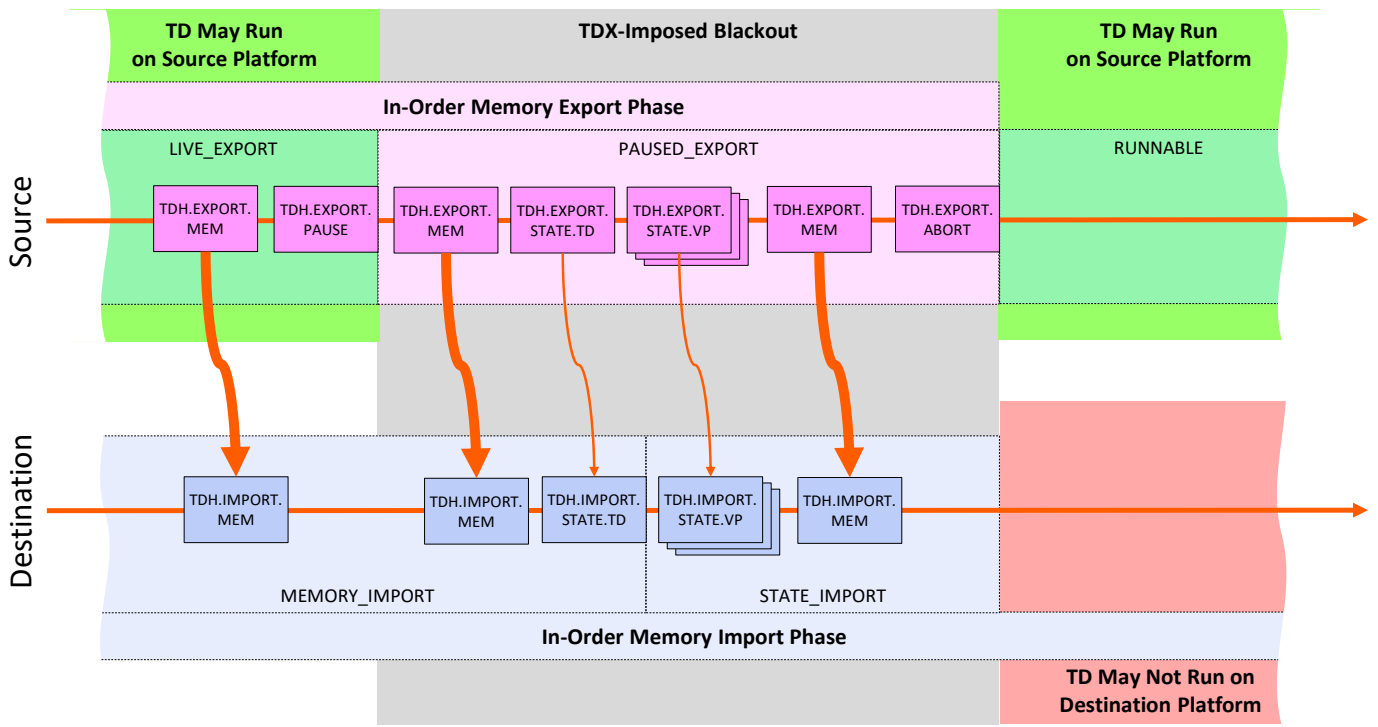 TD May Run
on Source Platform
TDX-Imposed Blackout
TD May Run
on Source Platform
In-Order Memory Export Phase
LIVE_EXPORT
PAUSED_EXPORT
RUNNABLE
Source
TDH.EXPORT.
MEM
TDH.EXPORT.
PAUSE
TDH.EXPORT.
MEM
TDH.EXPORT.
STATE.TD
TDH.EXPORT.
STATE.VP
TDH.EXPORT.
MEM
TDH.EXPORT.
ABORT
Destination
TDH.IMPORT.
MEM
TDH.IMPORT.
MEM
TDH.IMPORT.
STATE.TD
TDH.IMPORT.
STATE.VP
TDH.IMPORT.
MEM
MEMORY_IMPORT
STATE_IMPORT
In-Order Memory Import Phase
TD May Not Run on
Destination Platform